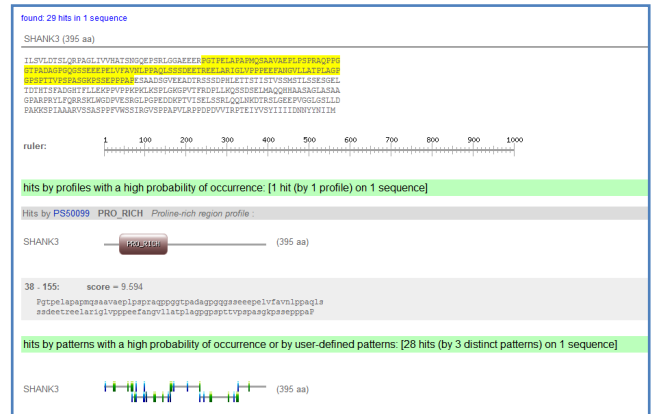 found: 29 hits in 1 sequence
SHANK3 (395 aa)
ILSVLDTSLQRPAGLIVVHATSNGQEPSRLGGAEEERPGTPELAPAPMQSAAVAEPLPSPRAQPPG
GTPADAGPGQGSSEEEPELVFAVNLPPAQLSSSDEETREELARIGLVPPPEEFANGVLLATPLAGP
GPSPTTVPSPASGKPSSEPPPAPESAADSGVEEADTRSSSDPHLETTSTISTVSSMSTLSSESGEL
TDTHTSFADGHTFLLEKPPVPPKPKLKSPLGKGPVTFRDPLLKQSSDSELMAQQHHAASAGLASAA
GPARPRYLFQRRSKLWGDPVESRGLPGPEDDKPTVISELSSRLQQLNKDTRSLGEEPVGGLGSLLD
PAKKSPIAAARVSSASPPFVWSSIRGVSPPAPVLRPPDPDVVIRPTEIYVSYIIIIDNNYYNIIM
ruler:
1 100 200 300 400 500 600 700 800 900 1000
hits by profiles with a high probability of occurrence: [1 hit (by 1 profile) on 1 sequence]
Hits by PS50099 PRO_RICH Proline-rich region profile :
SHANK3 PRO_RICH (395 aa)
38 - 155: score = 9.594
Pgtpelapapmqsaavaeplpspraqppggtpadagpgqgsseeepelvfavnlppaqls
ssdeetreelariglvpppeefangvllatplagpgpspttvpspasgkpssepppaP
hits by patterns with a high probability of occurrence or by user-defined patterns: [28 hits (by 3 distinct patterns) on 1 sequence]
SHANK3 (395 aa)